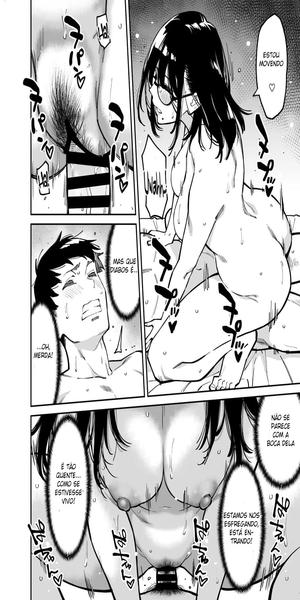 ESTOU
MOVENDO
♡
MAS QUE
DIABOS É...
...OH,
MERDA!
NÃO SE
PARECE
COM A
BOCA DELA
É TÃO
QUENTE...
COMO SE
ESTIVESSE
VIVO!
ESTAMOS NOS
ESFREGANDO,
ESTÁ EN-
TRANDO!